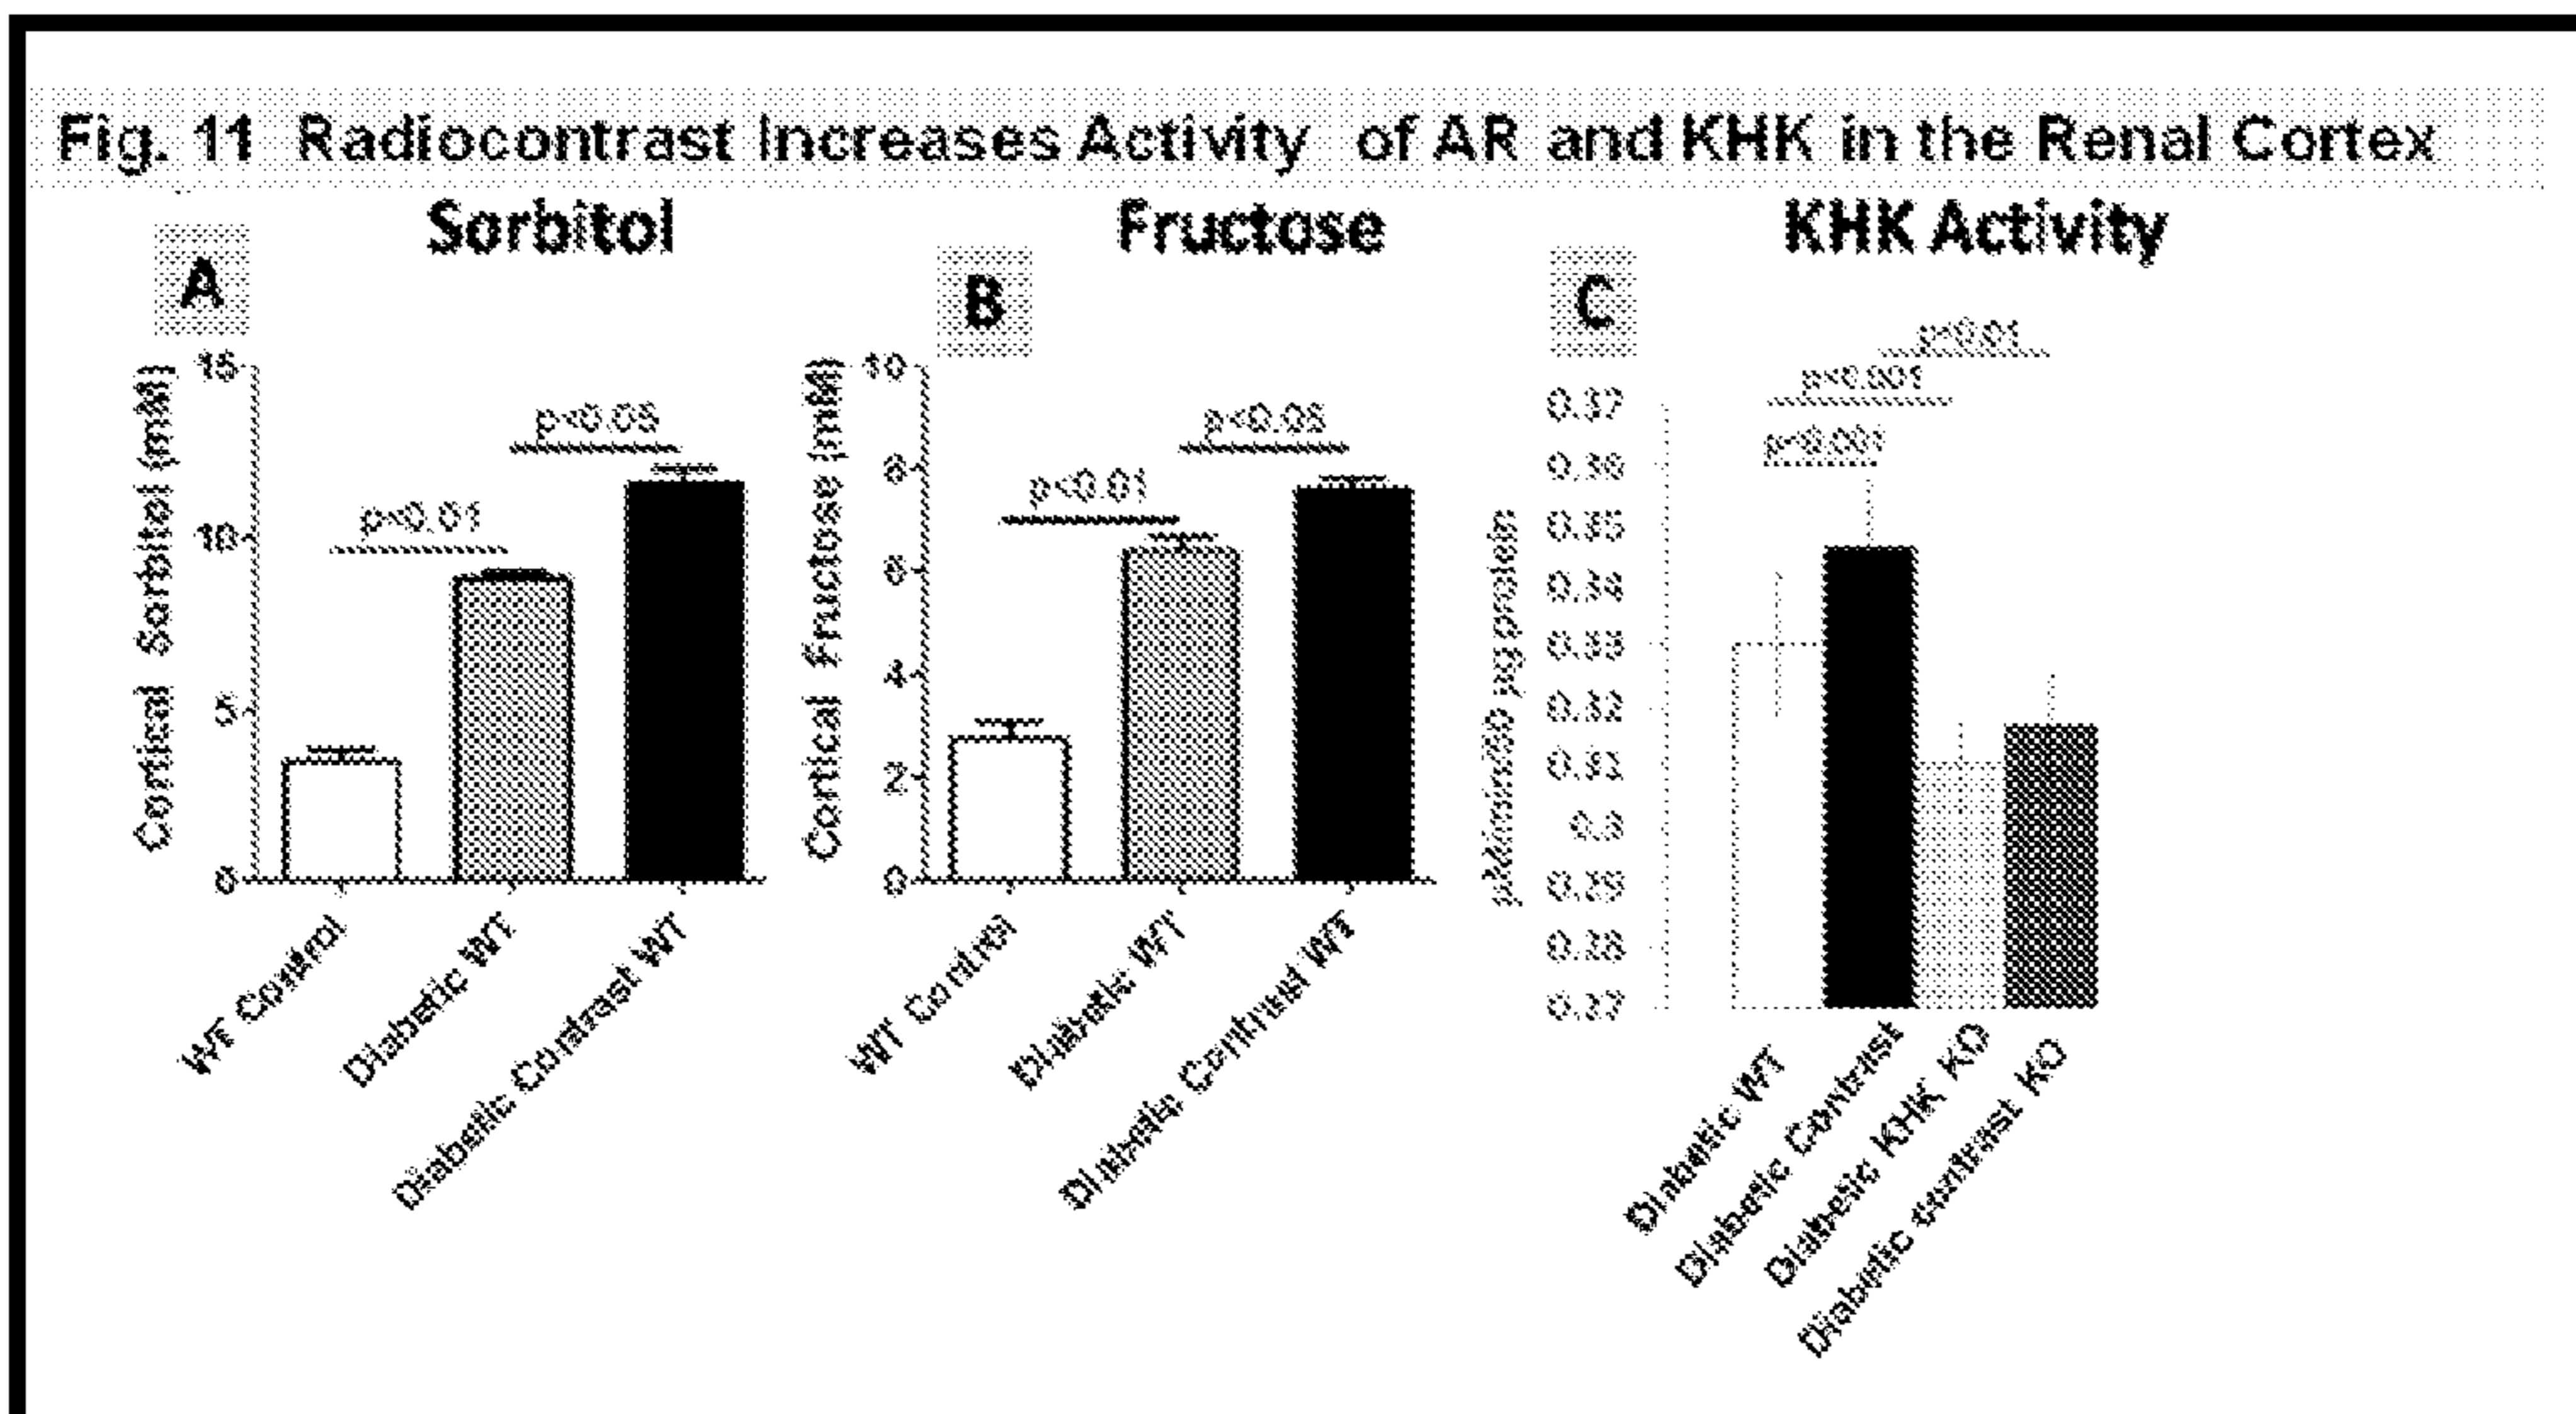 Fig. 11 Radiocontrast Increases Activity of AR and KHK in the Renal Cortex
Sorbitol
A
Cortical Sorbitol (mM)
15
10
5
0
p<0.01
p<0.05
WT Control
Diabetic WT
Diabetic Contrast WT
Fructose
B
Cortical Fructose (mM)
10
8
6
4
2
0
p<0.01
p<0.05
WT Control
Diabetic WT
Diabetic Contrast WT
KHK Activity
C
p<0.01
p<0.001
p<0.001
protein
0.37
0.36
0.35
0.34
0.33
0.32
0.31
0.3
0.29
0.28
0.27
Diabetic WT
Diabetic Contrast
Diabetic KHK KO
Diabetic contrast KO